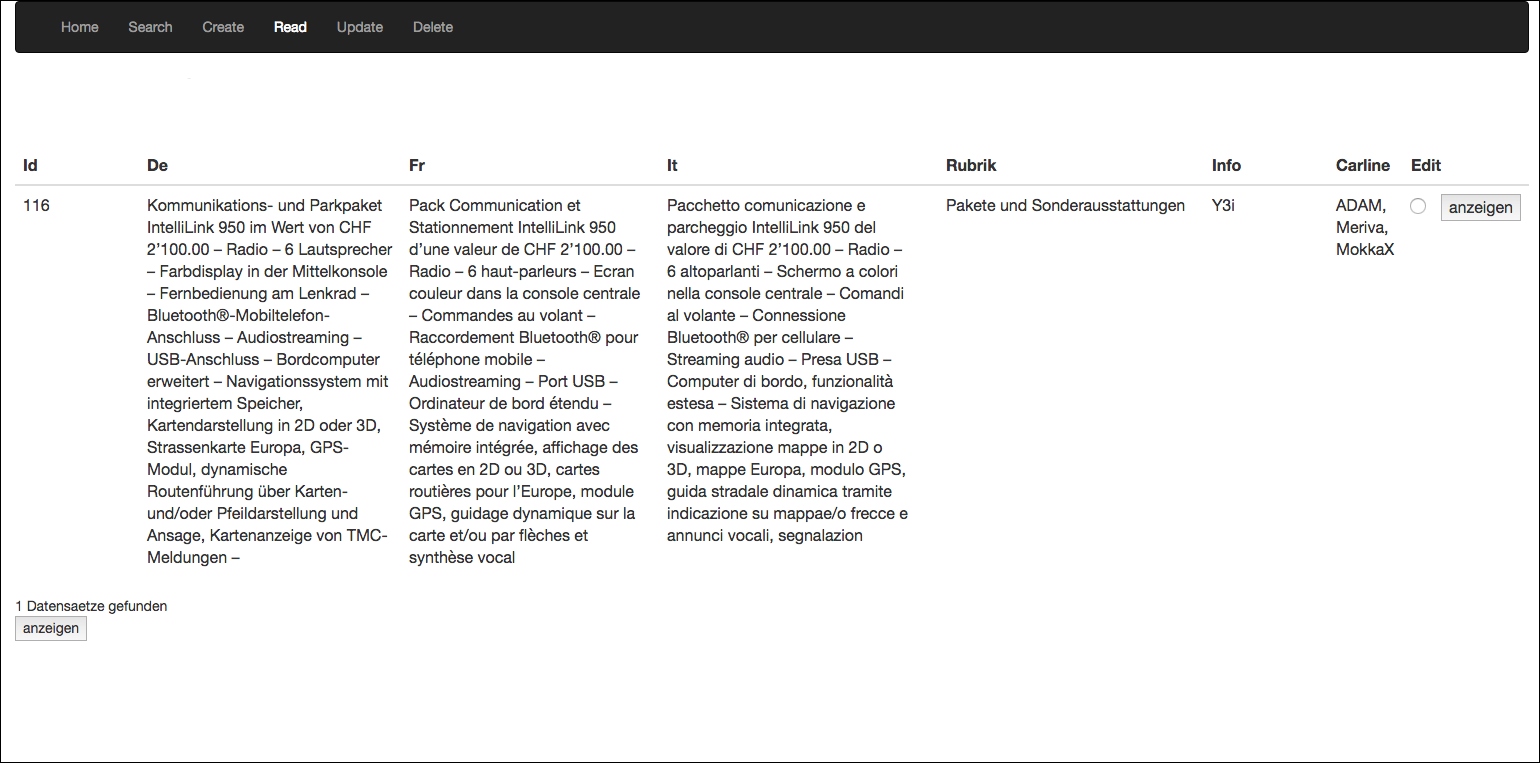 Home Search Create Read Update Delete
Id De Fr It Rubrik Info Carline Edit
116
Kommunikations- und Parkpaket
IntelliLink 950 im Wert von CHF
2’100.00 – Radio – 6 Lautsprecher
– Farbdisplay in der Mittelkonsole
– Fernbedienung am Lenkrad –
Bluetooth®-Mobiltelefon-
Anschluss – Audiostreaming –
USB-Anschluss – Bordcomputer
erweitert – Navigationssystem mit
integriertem Speicher,
Kartendarstellung in 2D oder 3D,
Strassenkarte Europa, GPS-
Modul, dynamische
Routenführung über Karten-
und/oder Pfeildarstellung und
Ansage, Kartenanzeige von TMC-
Meldungen –
Pack Communication et
Stationnement IntelliLink 950
d’une valeur de CHF 2’100.00 –
Radio – 6 haut-parleurs – Ecran
couleur dans la console centrale
– Commandes au volant –
Raccordement Bluetooth® pour
téléphone mobile –
Audiostreaming – Port USB –
Ordinateur de bord étendu –
Système de navigation avec
mémoire intégrée, affichage des
cartes en 2D ou 3D, cartes
routières pour l’Europe, module
GPS, guidage dynamique sur la
carte et/ou par flèches et
synthèse vocal
Pacchetto comunicazione e
parcheggio IntelliLink 950 del
valore di CHF 2’100.00 – Radio –
6 altoparlanti – Schermo a colori
nella console centrale – Comandi
al volante – Connessione
Bluetooth® per cellulare –
Streaming audio – Presa USB –
Computer di bordo, funzionalità
estesa – Sistema di navigazione
con memoria integrata,
visualizzazione mappe in 2D o
3D, mappe Europa, modulo GPS,
guida stradale dinamica tramite
indicazione su mappae/o frecce e
annunci vocali, segnalazion
Pakete und Sonderausstattungen
Y3i
ADAM,
Meriva,
MokkaX
anzeigen
1 Datensaetze gefunden
anzeigen